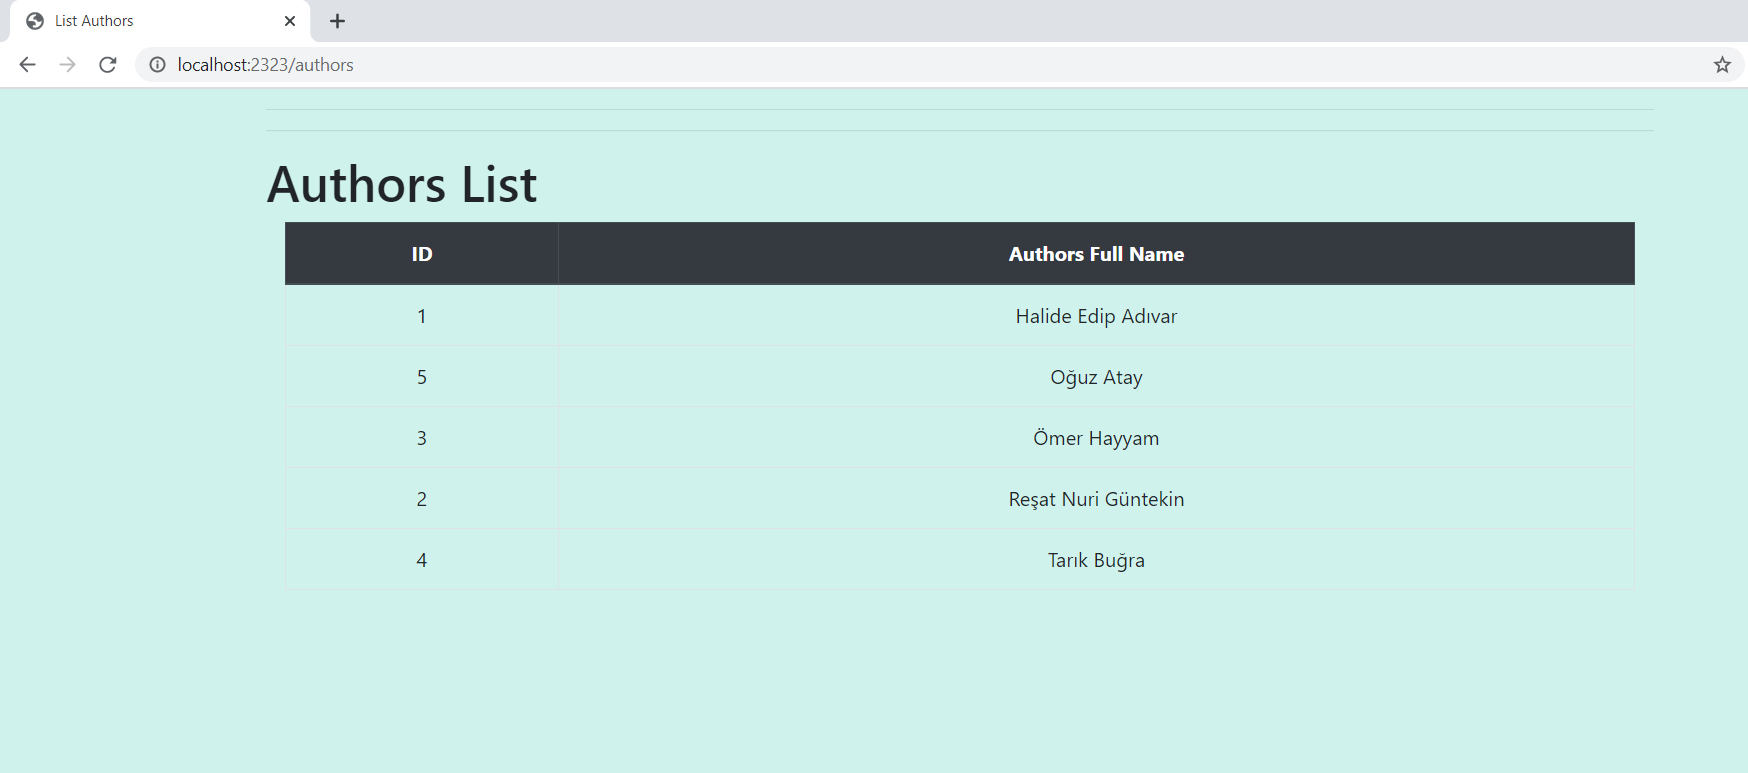 List Authors
localhost:2323/authors
Authors List
ID Authors Full Name
1 Halide Edip Adıvar
5 Oğuz Atay
3 Ömer Hayyam
2 Reşat Nuri Güntekin
4 Tarık Buğra